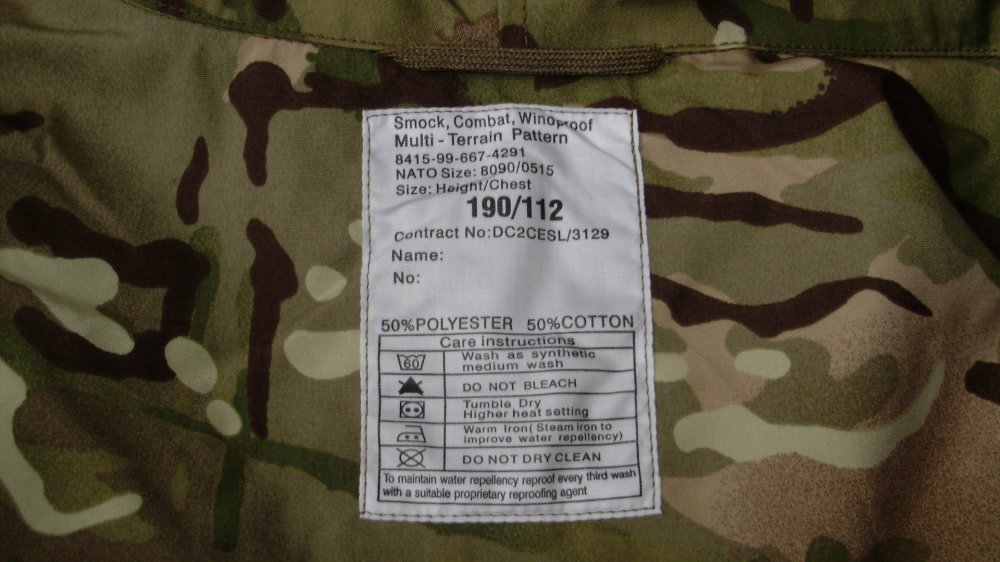 Smock, Combat, Windproof
Multi - Terrain Pattern
8415-99-667-4291
NATO Size: 8090/0515
Size: Height/Chest
190/112
Contract No:DC2CESL/3129
Name:
No:
50%POLYESTER 50%COTTON
Care instructions
60
Wash as synthetic
medium wash
DO NOT BLEACH
Tumble Dry
Higher heat setting
Warm Iron( Steam iron to
improve water repellency)
DO NOT DRY CLEAN
To maintain water repellency reproof every third wash
with a suitable proprietary reproofing agent